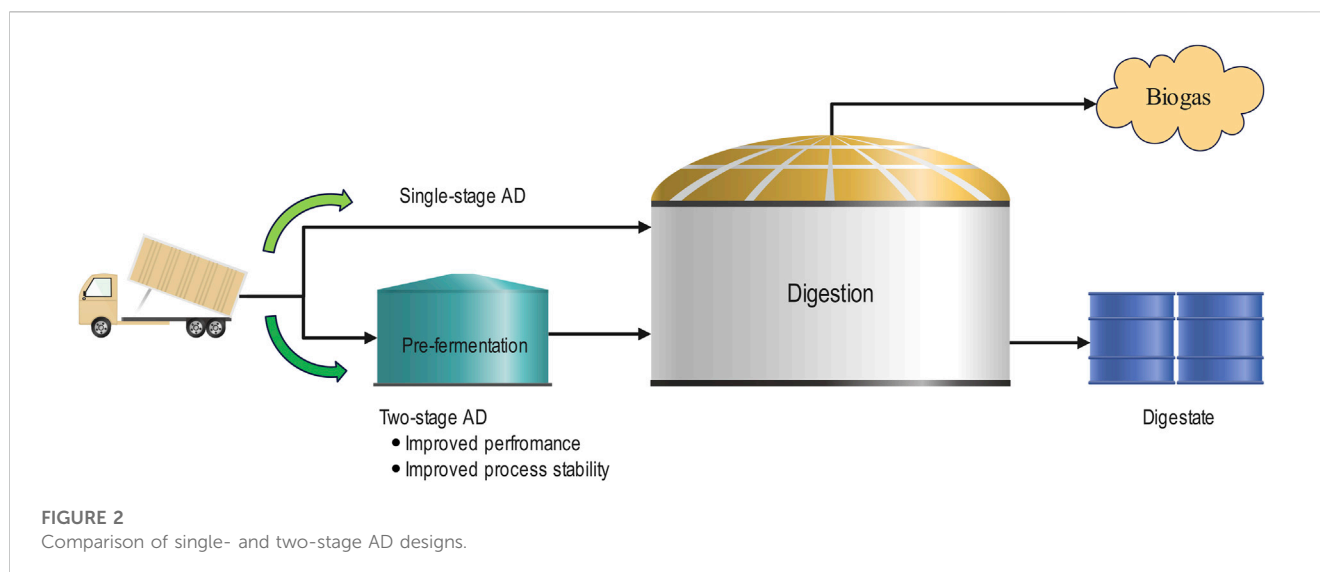 Biogas
Single-stage AD
Digestion
Pre-fermentation
Two-stage AD
• Improved perfromance
• Improved process stability
Digestate
FIGURE 2
Comparison of single- and two-stage AD designs.